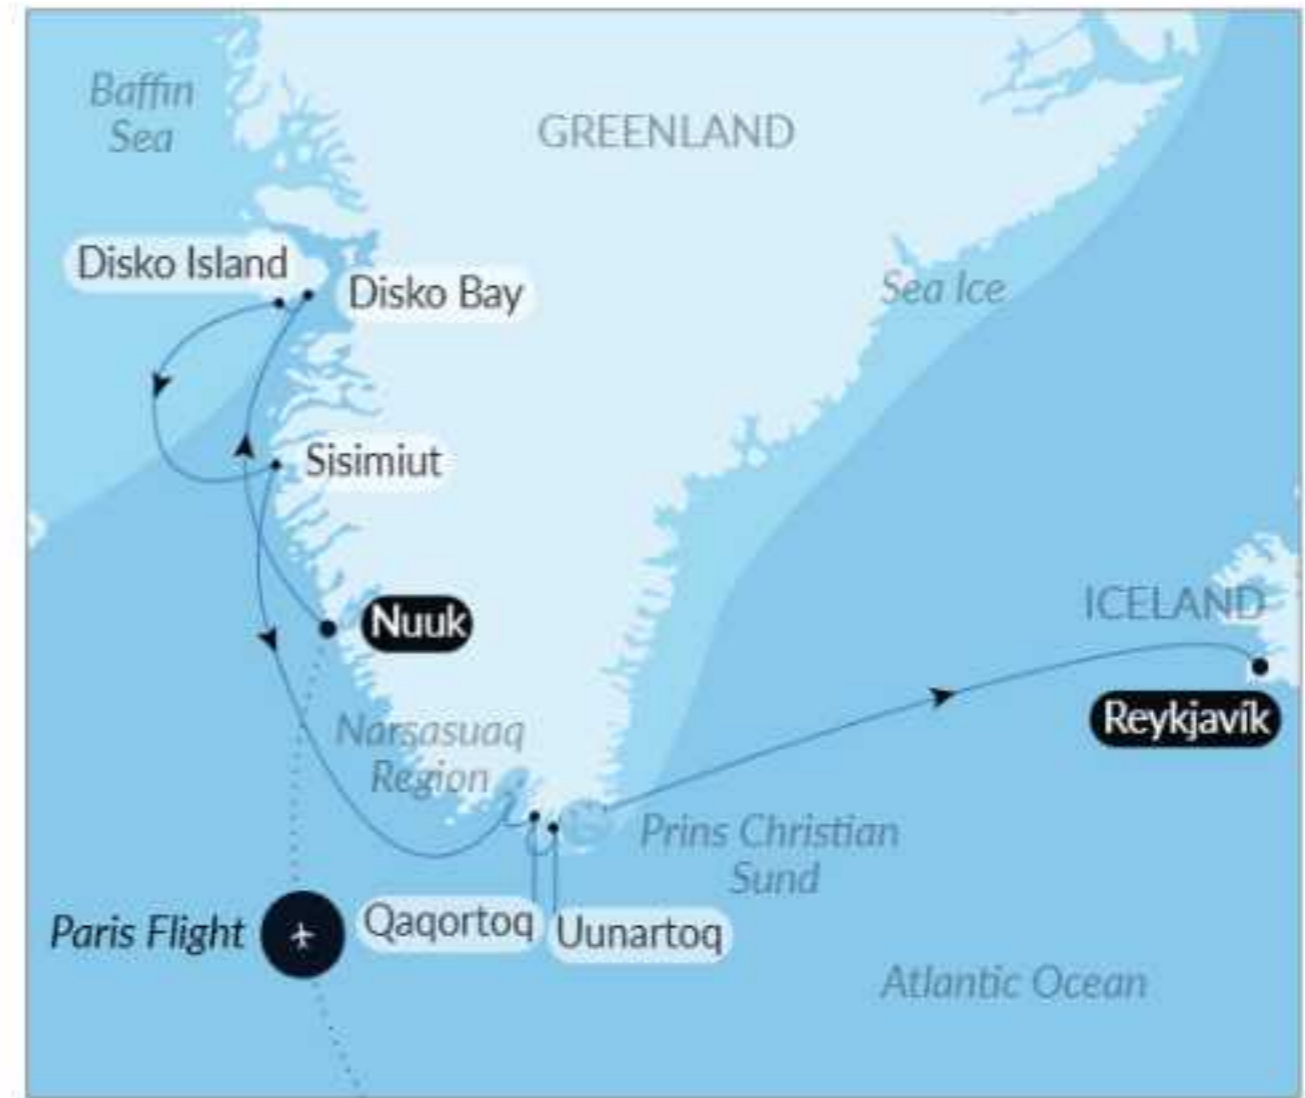 Baffin
Sea
GREENLAND
Disko Island
Disko Bay
Sea Ice
Sisimiut
ICELAND
Nuuk
Reykjavík
Narsasuaq
Region
Prins Christian
Sund
Paris Flight
Qaqortoq
Uunartoq
Atlantic Ocean